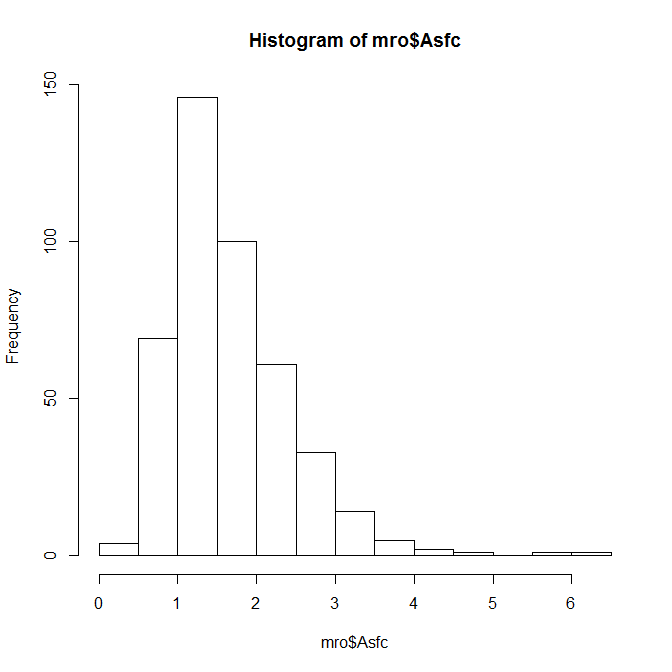 Histogram of mro$Asfc
150
100
50
0
Frequency
0 1 2 3 4 5 6
mro$Asfc